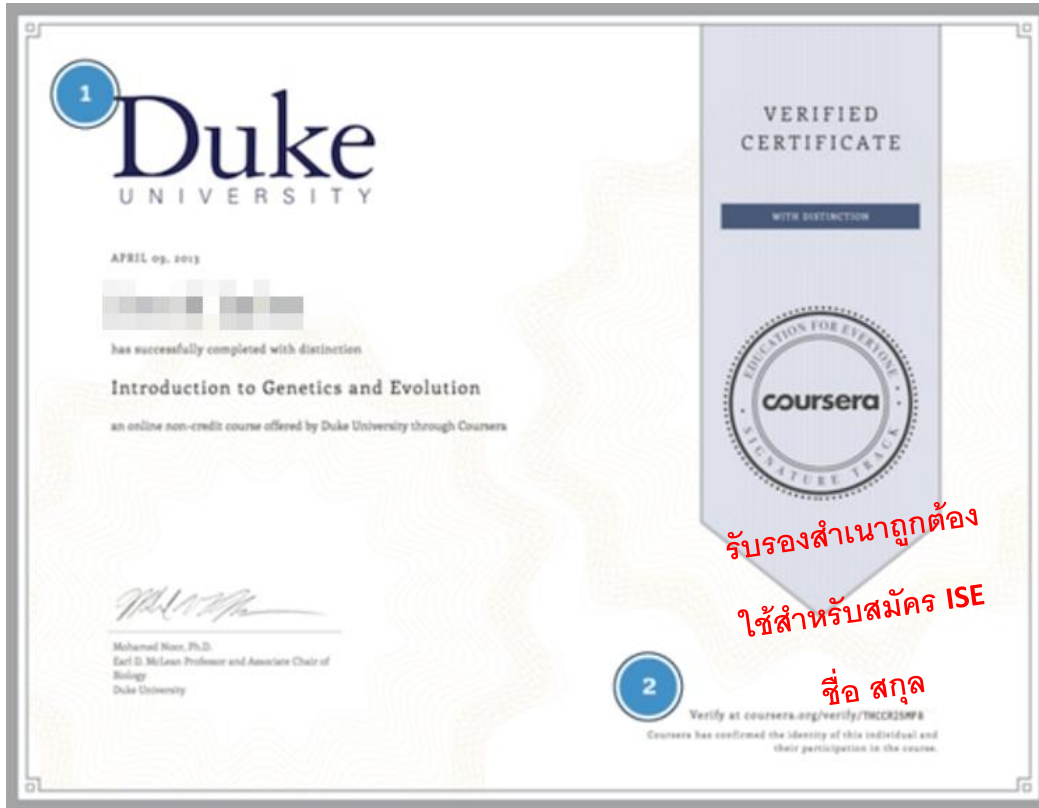 1
Duke
UNIVERSITY
APRIL 09, 2013
has successfully completed with distinction
Introduction to Genetics and Evolution
an online non-credit course offered by Duke University through Coursera
Mohamed Noor, Ph.D.
Earl D. McLean Professor and Associate Chair of
Biology
Duke University
VERIFIED
CERTIFICATE
WITH DISTINCTION
EDUCATION FOR EVERYONE
coursera
SIGNATURE TRACK
รับรองสำเนาถูกต้อง
ใช้สำหรับสมัคร ISE
ชื่อ สกุล
2
Verify at coursera.org/verify/THCCR25MF8
Coursera has confirmed the identity of this individual and
their participation in the course.